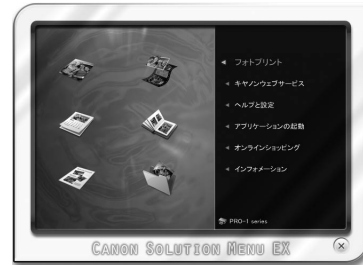 フォトプリント
キヤノンウェブサービス
ヘルプと設定
アプリケーションの起動
オンラインショッピング
インフォメーション
PRO-1 series
CANON SOLUTION MENU EX